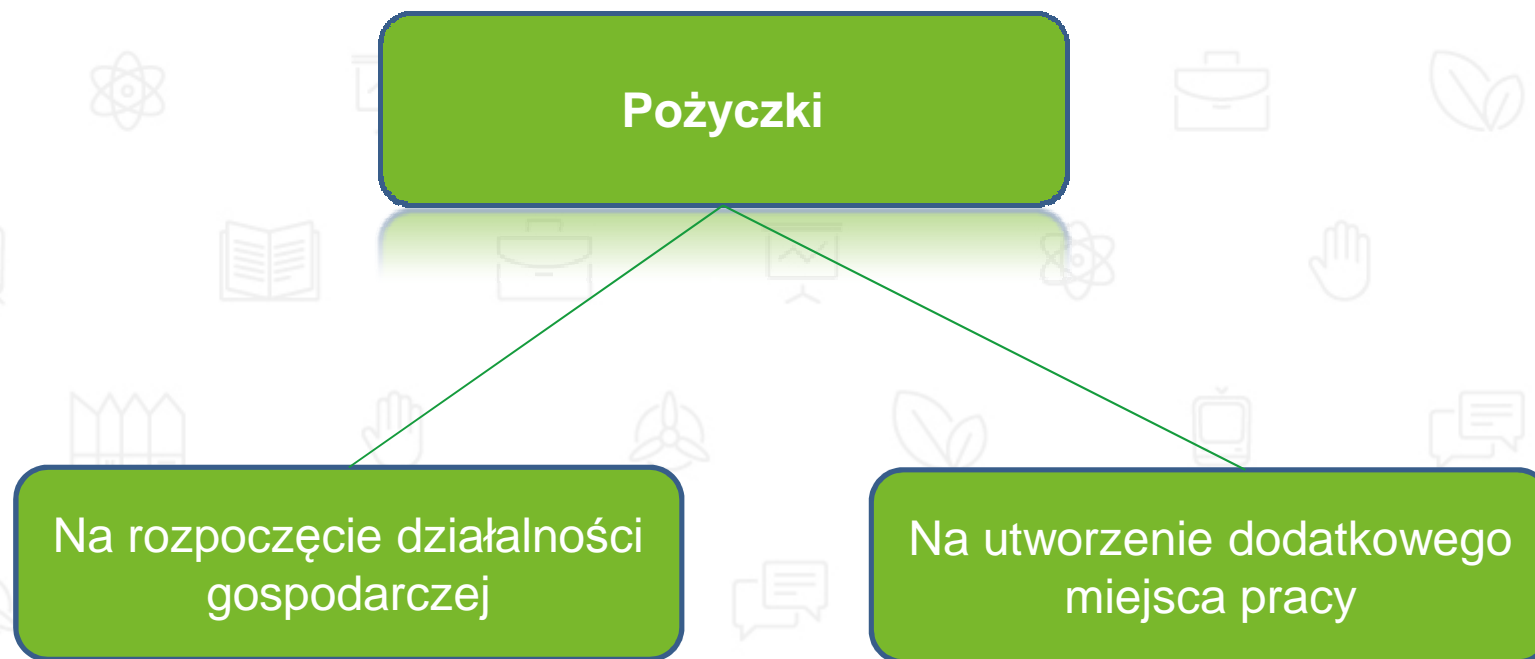 Pożyczki
Na rozpoczęcie działalności
gospodarczej
Na utworzenie dodatkowego
miejsca pracy